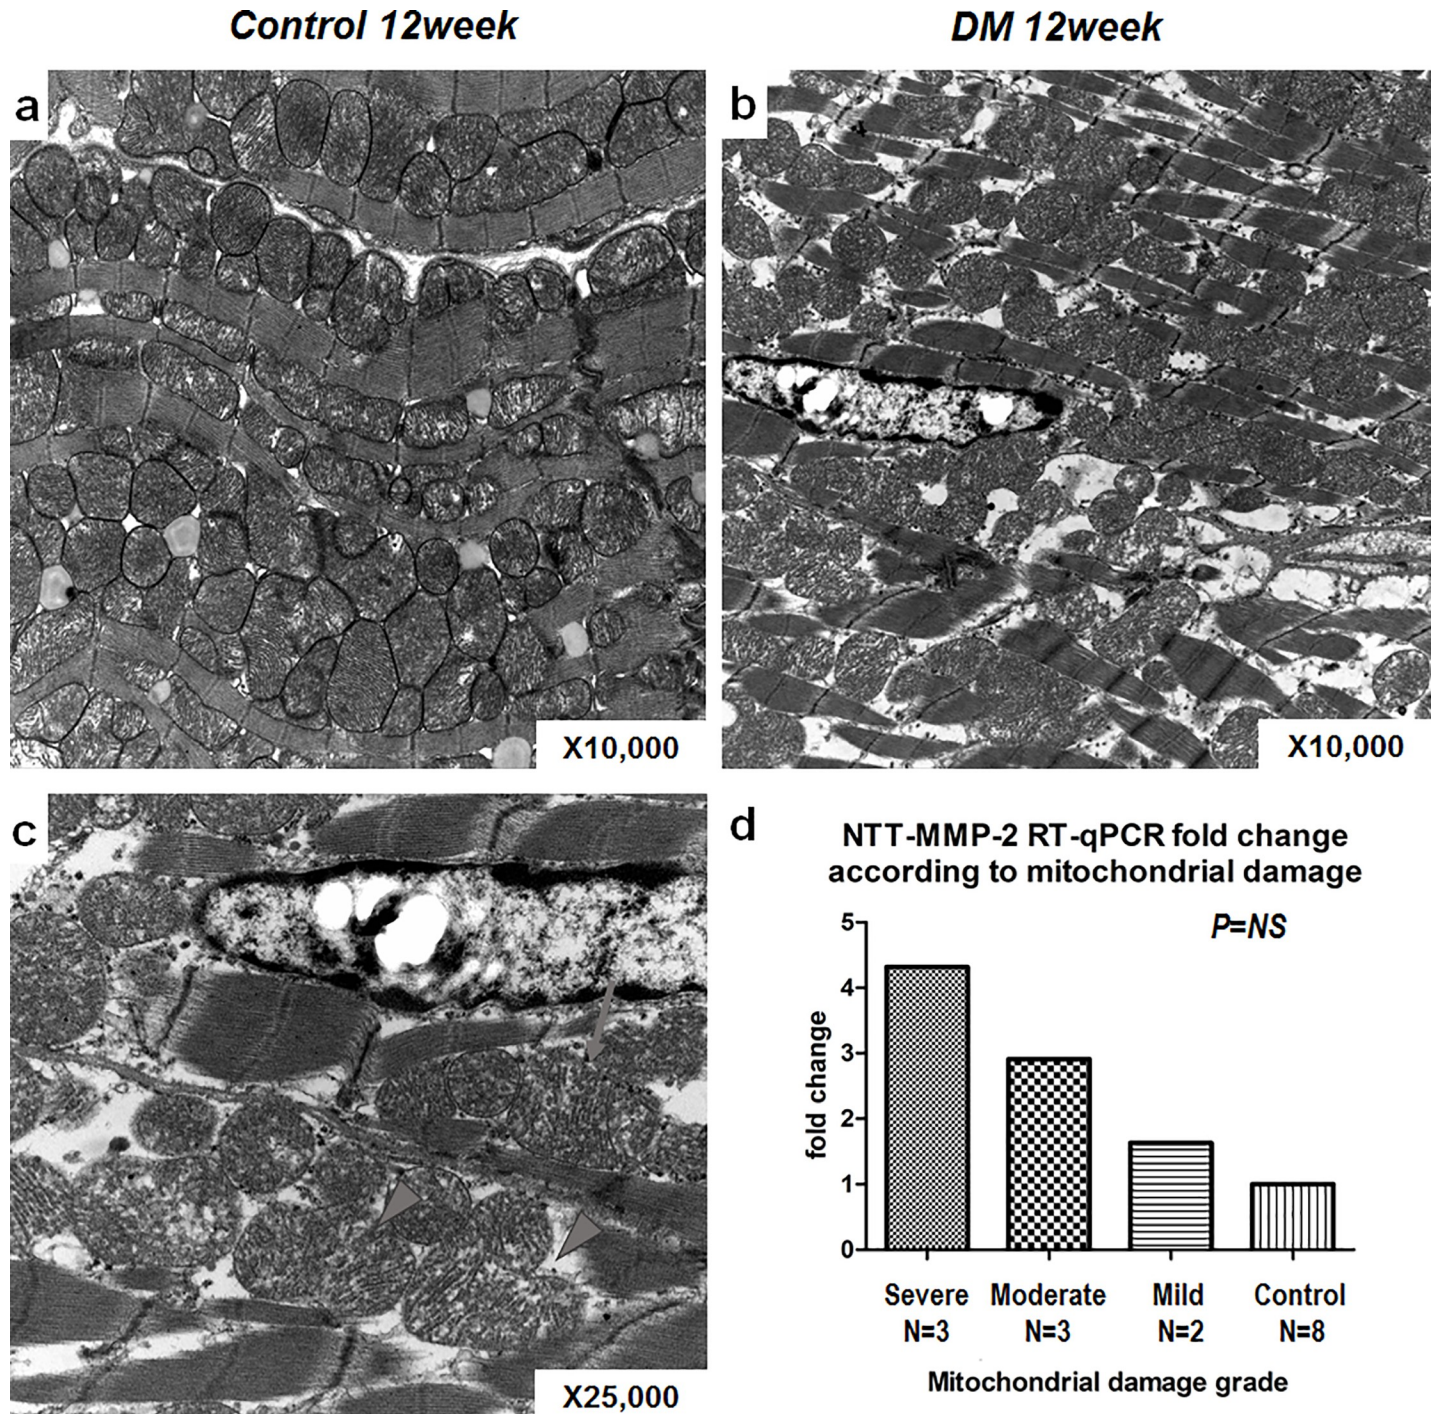 Control 12week
DM 12week
a
b
X10,000
X10,000
c
X25,000
d
NTT-MMP-2 RT-qPCR fold change
according to mitochondrial damage
P=NS
5
4
3
2
1
0
fold change
Severe Moderate Mild Control
N=3 N=3 N=2 N=8
Mitochondrial damage grade